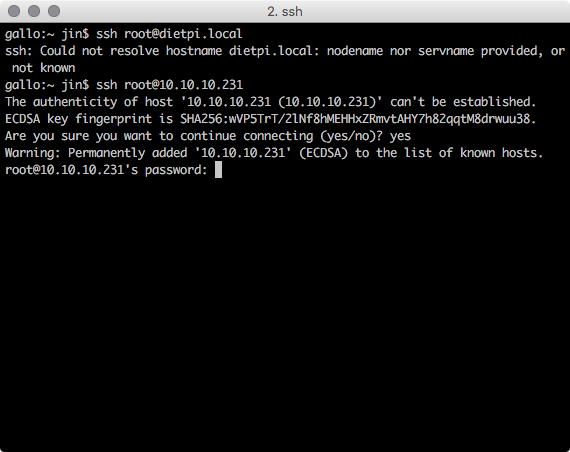 2. ssh
gallo:~ jin$ ssh root@dietpi.local
ssh: Could not resolve hostname dietpi.local: nodename nor servname provided, or
not known
gallo:~ jin$ ssh root@10.10.10.231
The authenticity of host '10.10.10.231 (10.10.10.231)' can't be established.
ECDSA key fingerprint is SHA256:wVP5TrT/2lNf8hMEHHxZRmvtAHY7h82qqtM8drwuu38.
Are you sure you want to continue connecting (yes/no)? yes
Warning: Permanently added '10.10.10.231' (ECDSA) to the list of known hosts.
root@10.10.10.231's password: